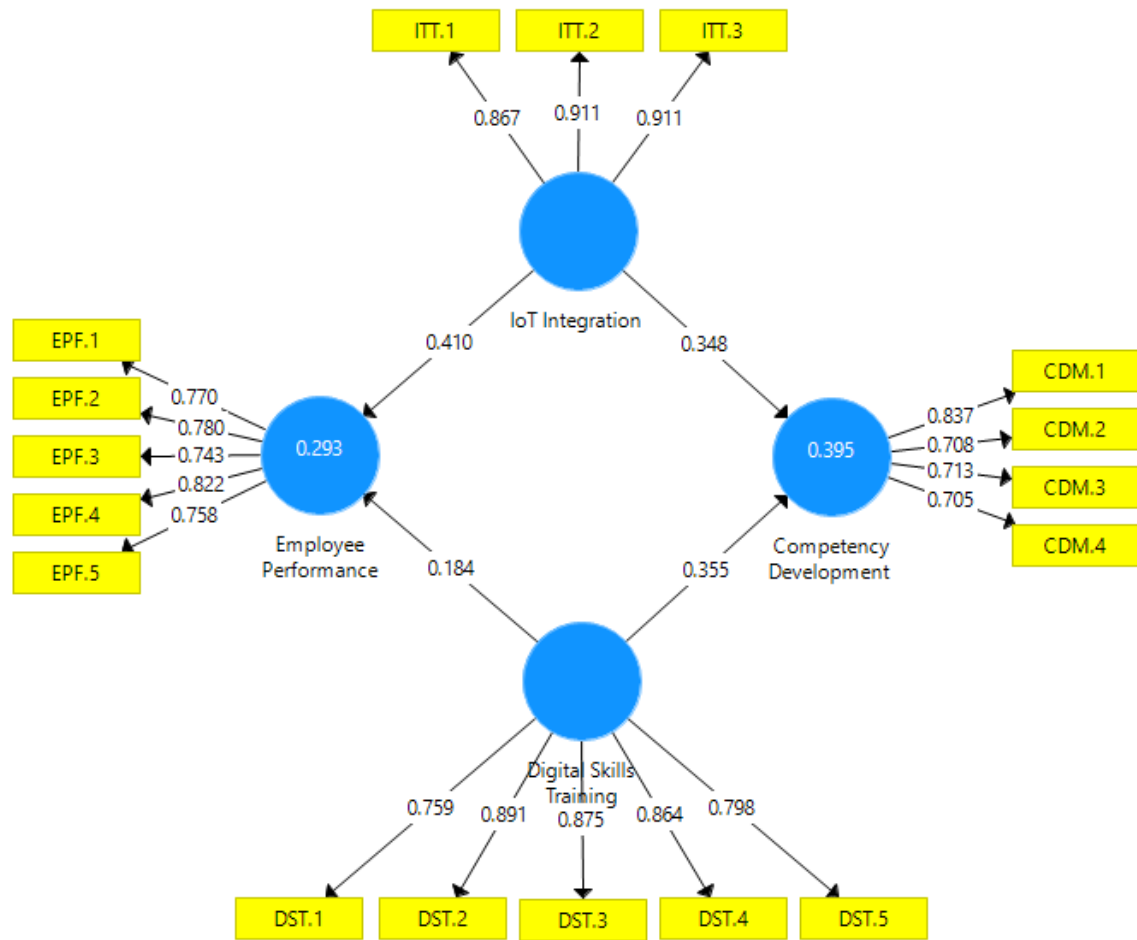 ITT.1
ITT.2
ITT.3
0.867
0.911
0.911
IoT Integration
0.410
0.348
EPF.1
EPF.2
EPF.3
EPF.4
EPF.5
0.770
0.780
0.743
0.822
0.758
0.293
Employee
Performance
CDM.1
CDM.2
CDM.3
CDM.4
0.837
0.708
0.713
0.705
0.395
Competency
Development
0.184
0.355
Digital Skills
Training
0.759
0.891
0.875
0.864
0.798
DST.1
DST.2
DST.3
DST.4
DST.5